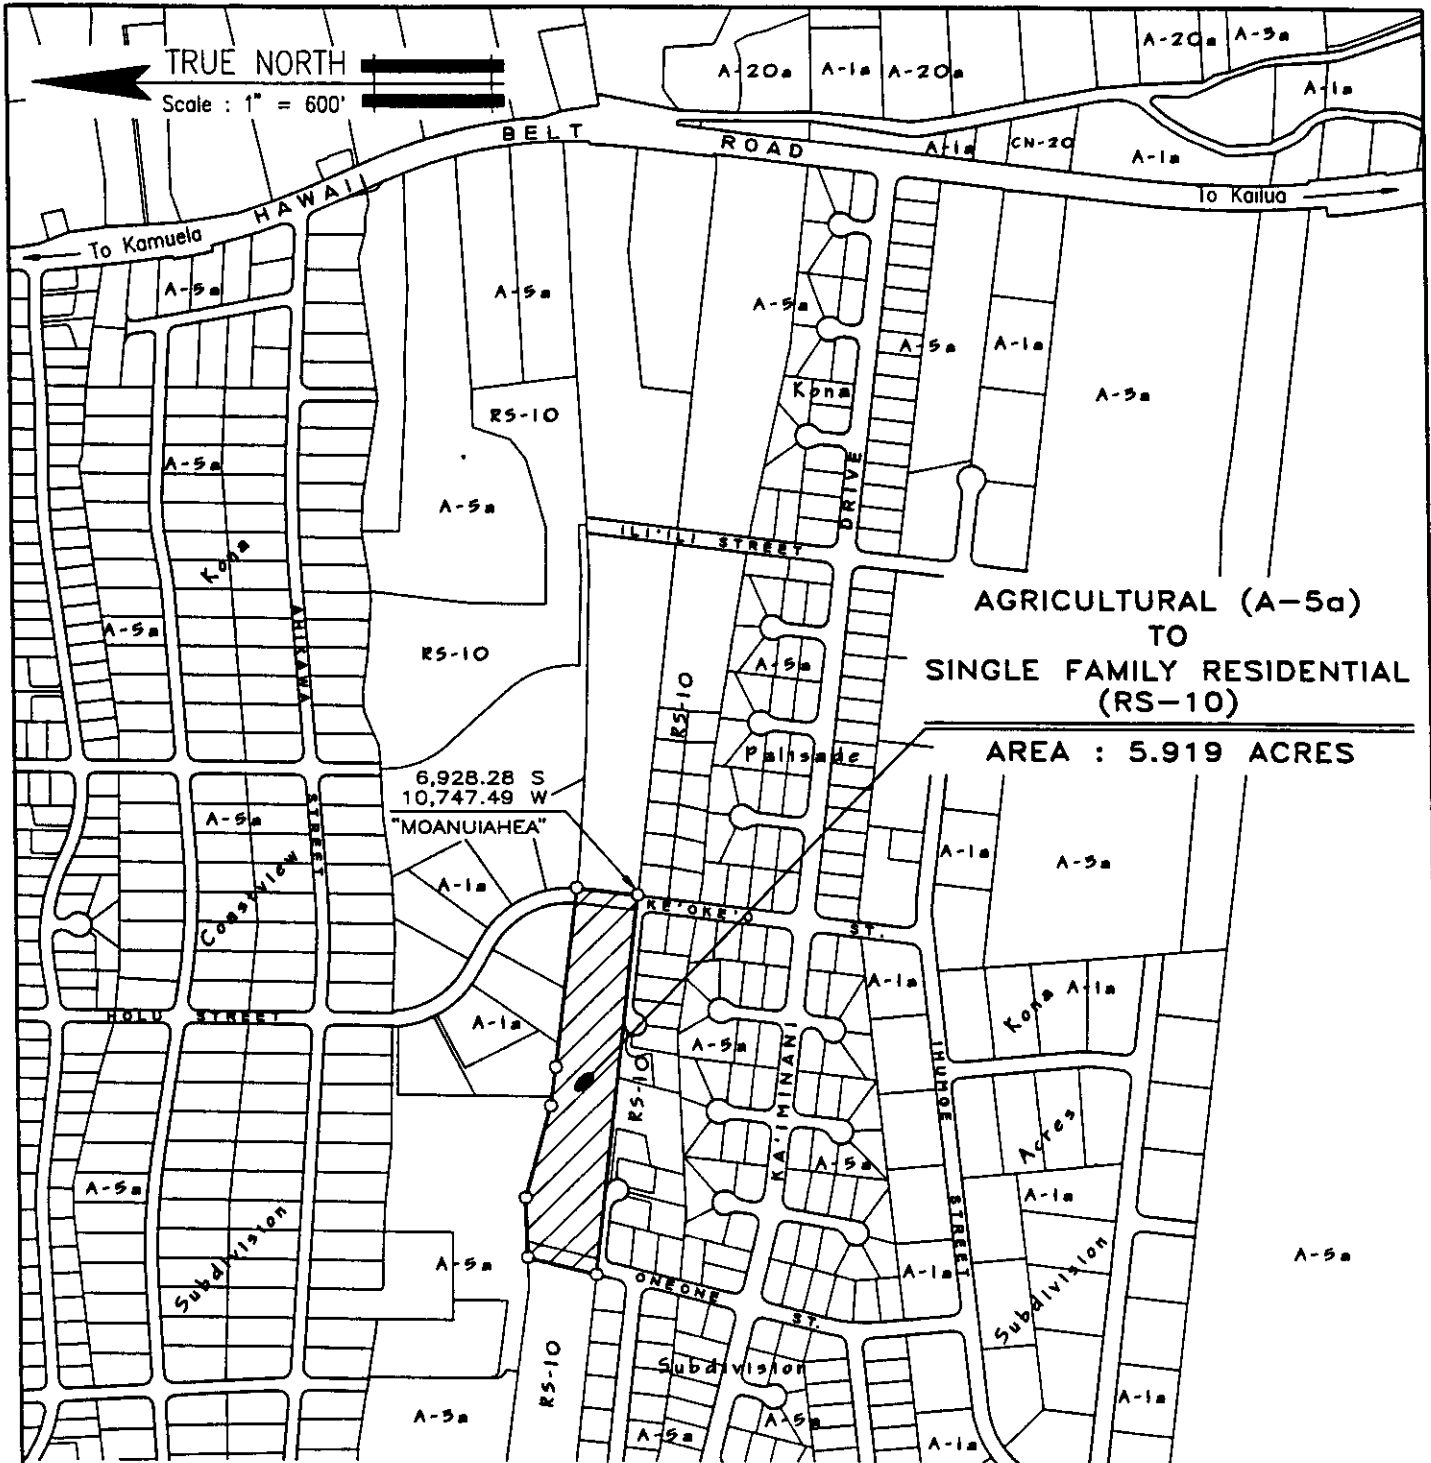 TRUE NORTH
Scale : 1" = 600'
A-20a
A-1a
A-20a
A-20a
A-3a
A-1a
HAWAII BELT ROAD
A-1a
CN-20
A-1a
To Kailua
To Kamuela
A-5a
A-5a
A-5a
A-5a
A-1a
A-3a
Kona
RS-10
A-5a
A-5a
DRIVE
ILI'ILI STREET
Kona
AHIKAWA
A-5a
RS-10
AGRICULTURAL (A-5a)
TO
SINGLE FAMILY RESIDENTIAL
(RS-10)
AREA : 5.919 ACRES
RS-10
A-5a
Palisade
6,928.28 S
10,747.49 W
"MOANUIAHEA"
A-5a
STREET
Coastview
A-1a
A-1a
A-3a
KE'OKE'O ST.
A-1a
Kona
A-1a
HOLU STREET
A-1a
A-5a
RS-10
KA'IMINANI
IHUMOE
Acres
A-5a
A-5a
A-1a
STREET
Subdivision
Subdivision
A-5a
A-1a
A-5a
ONEONE ST.
RS-10
Subdivision
A-3a
A-5a
A-5a
A-1a
A-1a